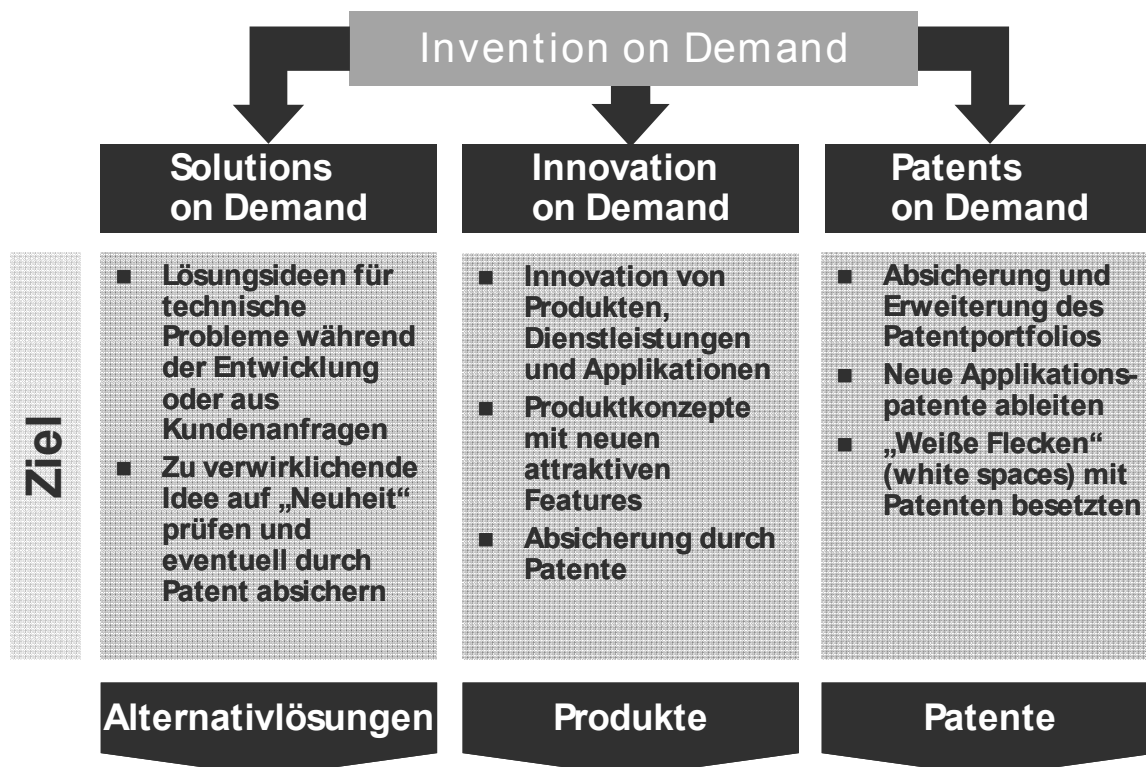 Invention on Demand
Solutions
on Demand
Innovation
on Demand
Patents
on Demand
Ziel
■ Lösungsideen für
technische
Probleme während
der Entwicklung
oder aus
Kundenanfragen
■ Zu verwirklichende
Idee auf „Neuheit“
prüfen und
eventuell durch
Patent absichern
■ Innovation von
Produkten,
Dienstleistungen
und Applikationen
■ Produktkonzepte
mit neuen
attraktiven
Features
■ Absicherung durch
Patente
■ Absicherung und
Erweiterung des
Patentportfolios
■ Neue Applikations-
patente ableiten
■ „Weiße Flecken“
(white spaces) mit
Patenten besetzten
Alternativlösungen
Produkte
Patente